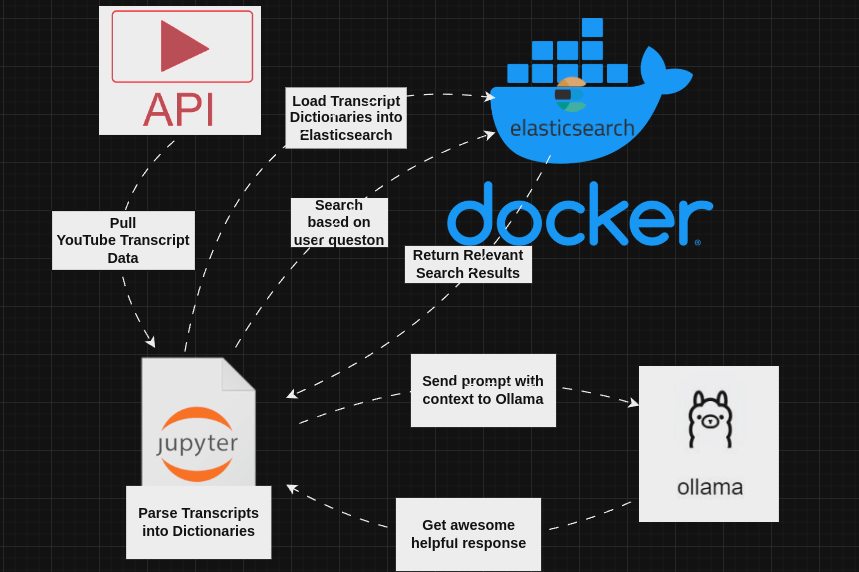 API
Load Transcript
Dictionaries into
Elasticsearch
elasticsearch
docker
Pull
YouTube Transcript
Data
Search
based on
user queston
Return Relevant
Search Results
Send prompt with
context to Ollama
jupyter
ollama
Parse Transcripts
into Dictionaries
Get awesome
helpful response